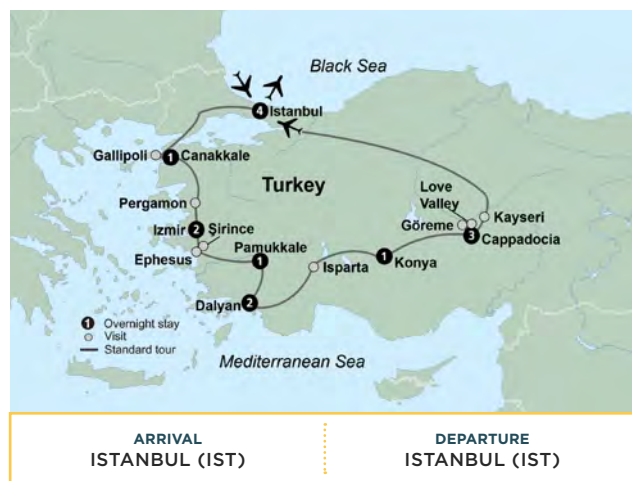 Black Sea
4
Istanbul
Gallipoli
1
Canakkale
Turkey
Love
Valley
Pergamon
Kayseri
Izmir
2
Şirince
Göreme
3
Cappadocia
Pamukkale
1
Ephesus
Isparta
1
Konya
Dalyan
2
1 Overnight stay
Visit
Standard tour
Mediterranean Sea
ARRIVAL
ISTANBUL (IST)
DEPARTURE
ISTANBUL (IST)